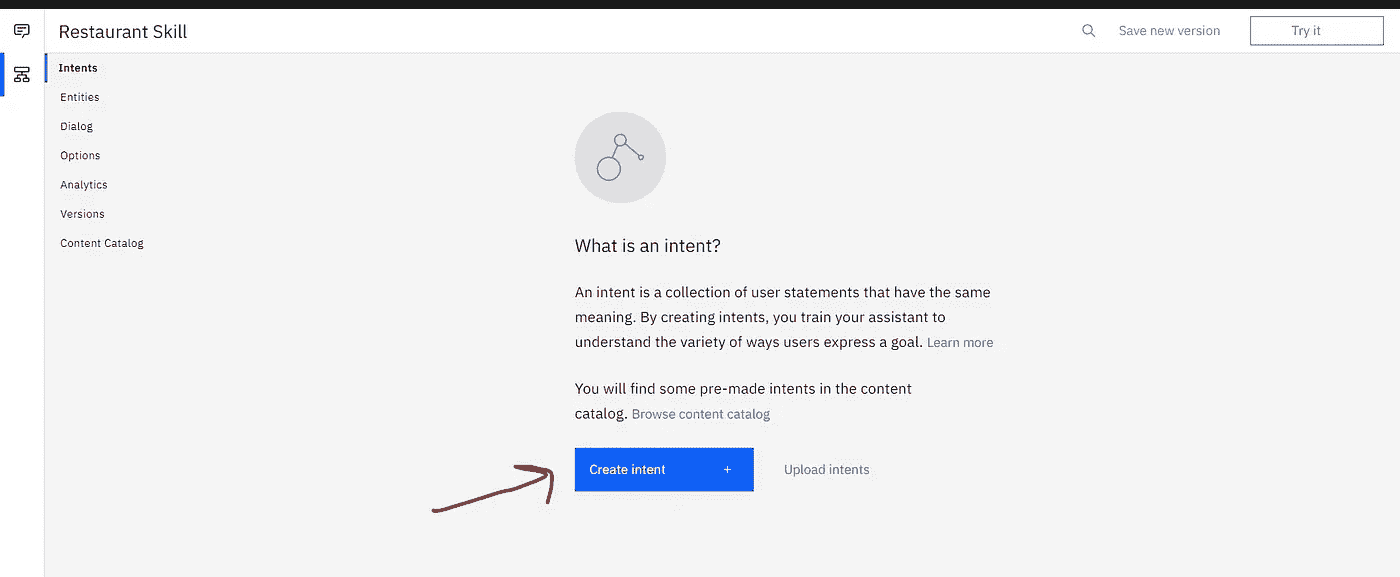 Restaurant Skill
Save new version
Try it
Intents
Entities
Dialog
Options
Analytics
Versions
Content Catalog
What is an intent?
An intent is a collection of user statements that have the same
meaning. By creating intents, you train your assistant to
understand the variety of ways users express a goal. Learn more
You will find some pre-made intents in the content
catalog. Browse content catalog
Create intent +
Upload intents